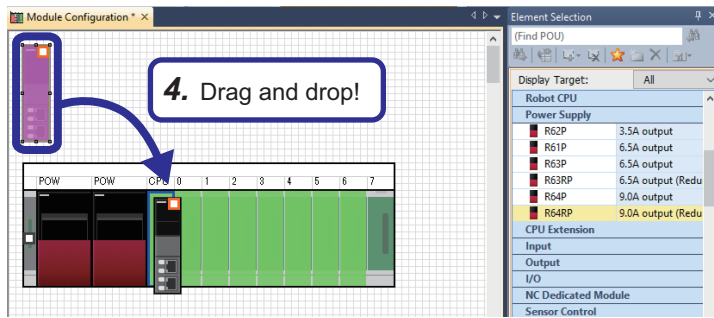 Module Configuration *
Element Selection
(Find POU)
Display Target:
All
Robot CPU
Power Supply
R62P 3.5A output
R61P 6.5A output
R63P 6.5A output
R63RP 6.5A output (Redu
R64P 9.0A output
R64RP 9.0A output (Redu
CPU Extension
Input
Output
I/O
NC Dedicated Module
Sensor Control
4. Drag and drop!
POW POW CPU 0 1 2 3 4 5 6 7